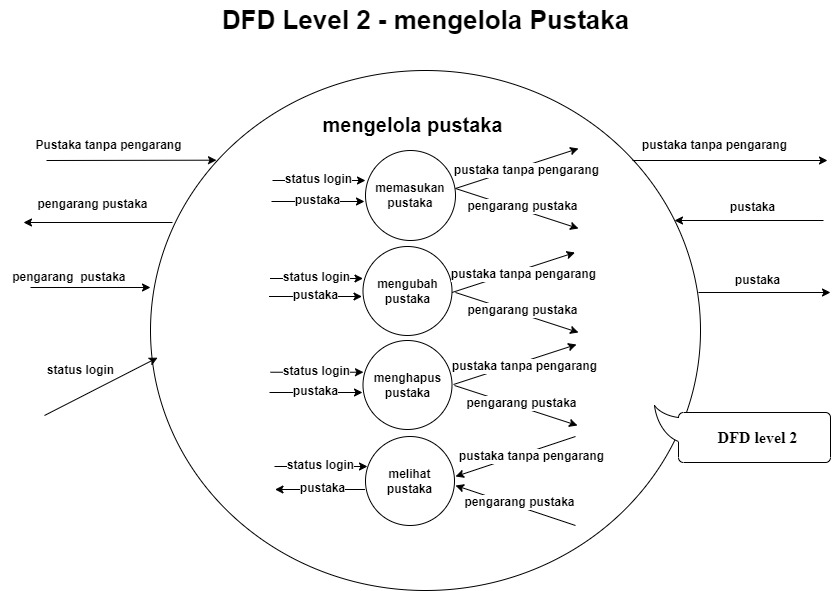 DFD Level 2 - mengelola Pustaka
mengelola pustaka
Pustaka tanpa pengarang
pengarang pustaka
pengarang pustaka
status login
status login
pustaka
memasukan
pustaka
pustaka tanpa pengarang
pengarang pustaka
status login
pustaka
mengubah
pustaka
pustaka tanpa pengarang
pengarang pustaka
status login
pustaka
menghapus
pustaka
pustaka tanpa pengarang
pengarang pustaka
status login
pustaka
melihat
pustaka
pustaka tanpa pengarang
pengarang pustaka
pustaka tanpa pengarang
pustaka
pustaka
DFD level 2